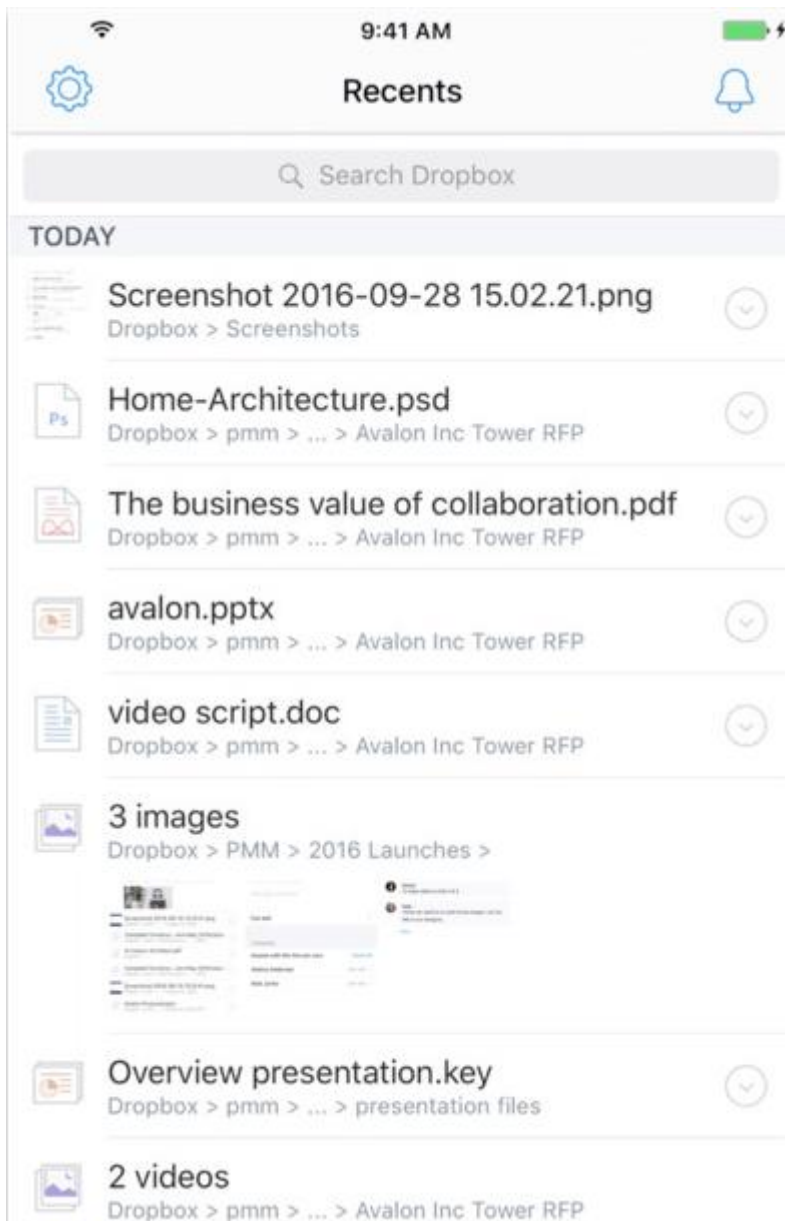 9:41 AM
Recents
Search Dropbox
TODAY
Screenshot 2016-09-28 15.02.21.png
Dropbox > Screenshots
Ps
Home-Architecture.psd
Dropbox > pmm > ... > Avalon Inc Tower RFP
The business value of collaboration.pdf
Dropbox > pmm > ... > Avalon Inc Tower RFP
avalon.pptx
Dropbox > pmm > ... > Avalon Inc Tower RFP
video script.doc
Dropbox > pmm > ... > Avalon Inc Tower RFP
3 images
Dropbox > PMM > 2016 Launches >
Overview presentation.key
Dropbox > pmm > ... > presentation files
2 videos
Dropbox > pmm > ... > Avalon Inc Tower RFP